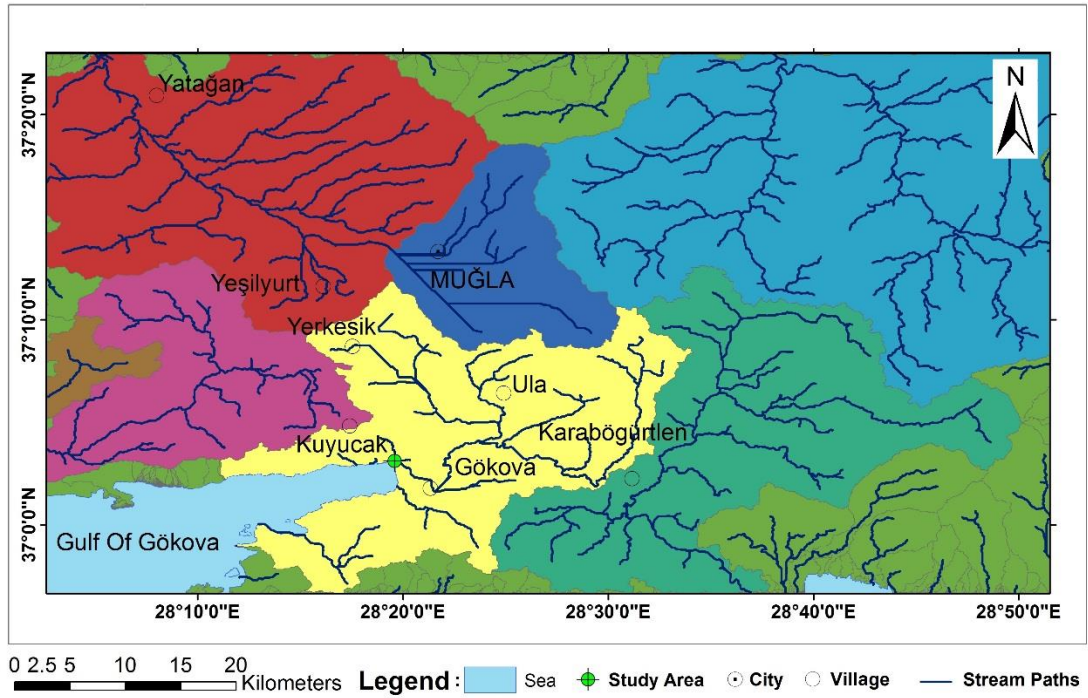 N
Yatağan
MUĞLA
Yeşilyurt
Yerkesik
Ula
Karabögurtlen
Kuyucak
Gökova
Gulf Of Gökova
37°20'0"N
37°10'0"N
37°0'0"N
28°10'0"E 28°20'0"E 28°30'0"E 28°40'0"E 28°50'0"E
0 2.5 5 10 15 20 Kilometers
Legend : Sea Study Area City Village Stream Paths